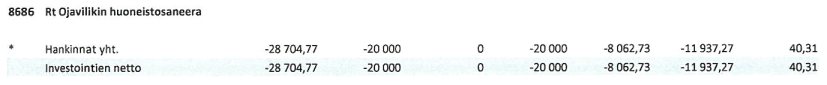 8686 Rt Ojavilikin huoneistosaneera
* Hankinnat yht. -28 704,77 -20 000 0 -20 000 -8 062,73 -11 937,27 40,31
Investointien netto -28 704,77 -20 000 0 -20 000 -8 062,73 -11 937,27 40,31